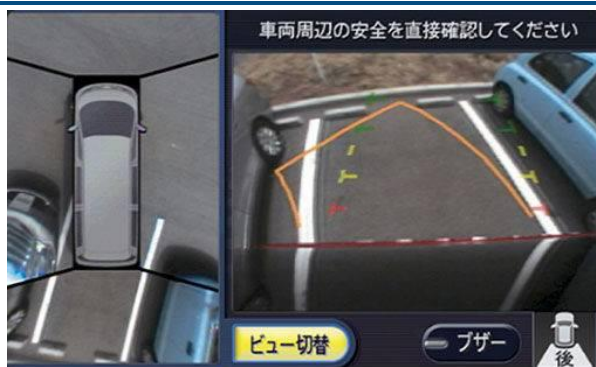 車両周辺の安全を直接確認してください
ビュー切替
ブザー
後